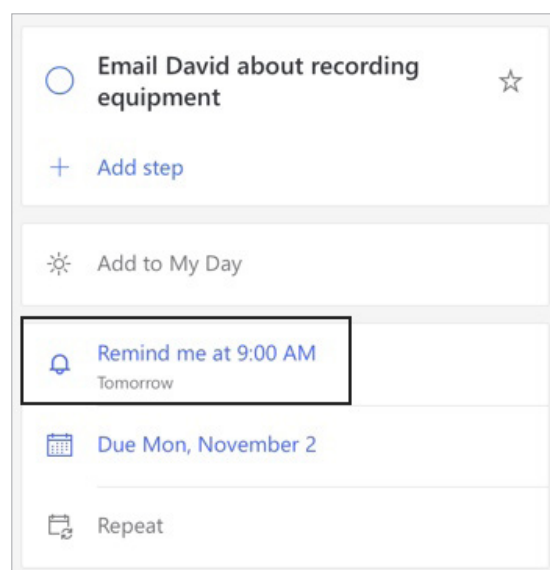 Email David about recording
equipment
Add step
Add to My Day
Remind me at 9:00 AM
Tomorrow
Due Mon, November 2
Repeat